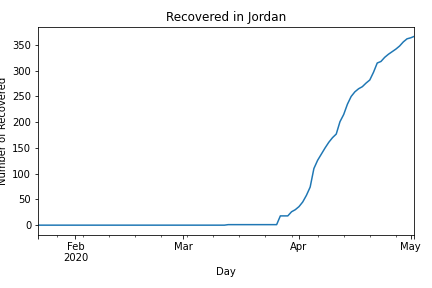 Recovered in Jordan
Number of Recovered
350
300
250
200
150
100
50
0
Feb
2020
Mar
Apr
May
Day